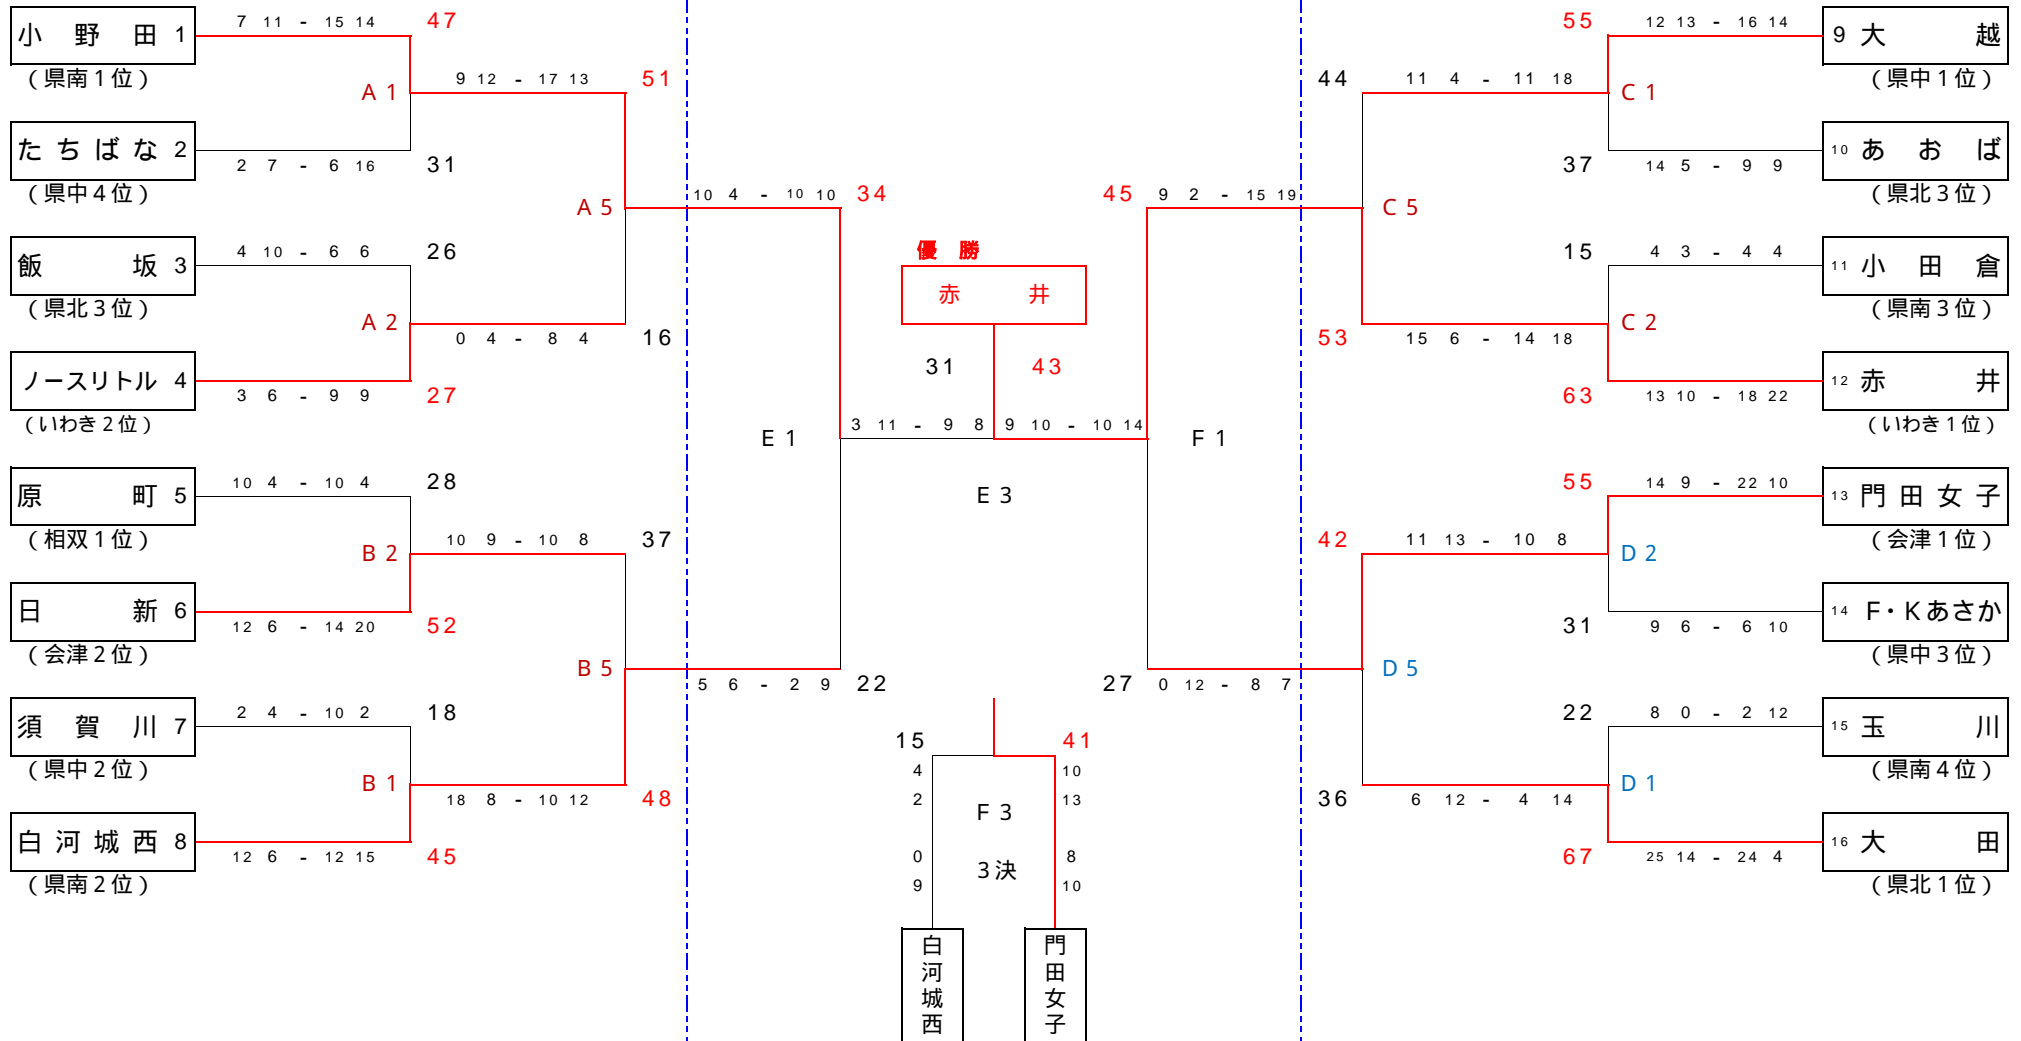 小野田 1
(県南1位)
7 11 - 15 14 47
A1
たちばな 2
(県中4位)
2 7 - 6 16 31
9 12 - 17 13 51
飯坂 3
(県北3位)
4 10 - 6 6 26
A2
ノースリトル 4
(いわき2位)
3 6 - 9 9 27
0 4 - 8 4 16
A5
10 4 - 10 10 34
原町 5
(相双1位)
10 4 - 10 4 28
B2
日新 6
(会津2位)
12 6 - 14 20 52
10 9 - 10 8 37
須賀川 7
(県中2位)
2 4 - 10 2 18
B1
白河城西 8
(県南2位)
12 6 - 12 15 45
18 8 - 10 12 48
B5
5 6 - 2 9 22
E1
3 11 - 9 8
優勝
赤井
31 43
E3
9 10 - 10 14
F1
45 9 2 - 15 19
C5
44 11 4 - 11 18
C1
55 12 13 - 16 14
9 大越
(県中1位)
37 14 5 - 9 9
10 あおば
(県北3位)
53 15 6 - 14 18
C2
15 4 3 - 4 4
11 小田倉
(県南3位)
63 13 10 - 18 22
12 赤井
(いわき1位)
27 0 12 - 8 7
D5
42 11 13 - 10 8
D2
55 14 9 - 22 10
13 門田女子
(会津1位)
31 9 6 - 6 10
14 F・Kあさか
(県中3位)
36 6 12 - 4 14
D1
22 8 0 - 2 12
15 玉川
(県南4位)
67 25 14 - 24 4
16 大田
(県北1位)
15 41
4 10
2 13
F3
0 8
3決
9 10
白河城西
門田女子